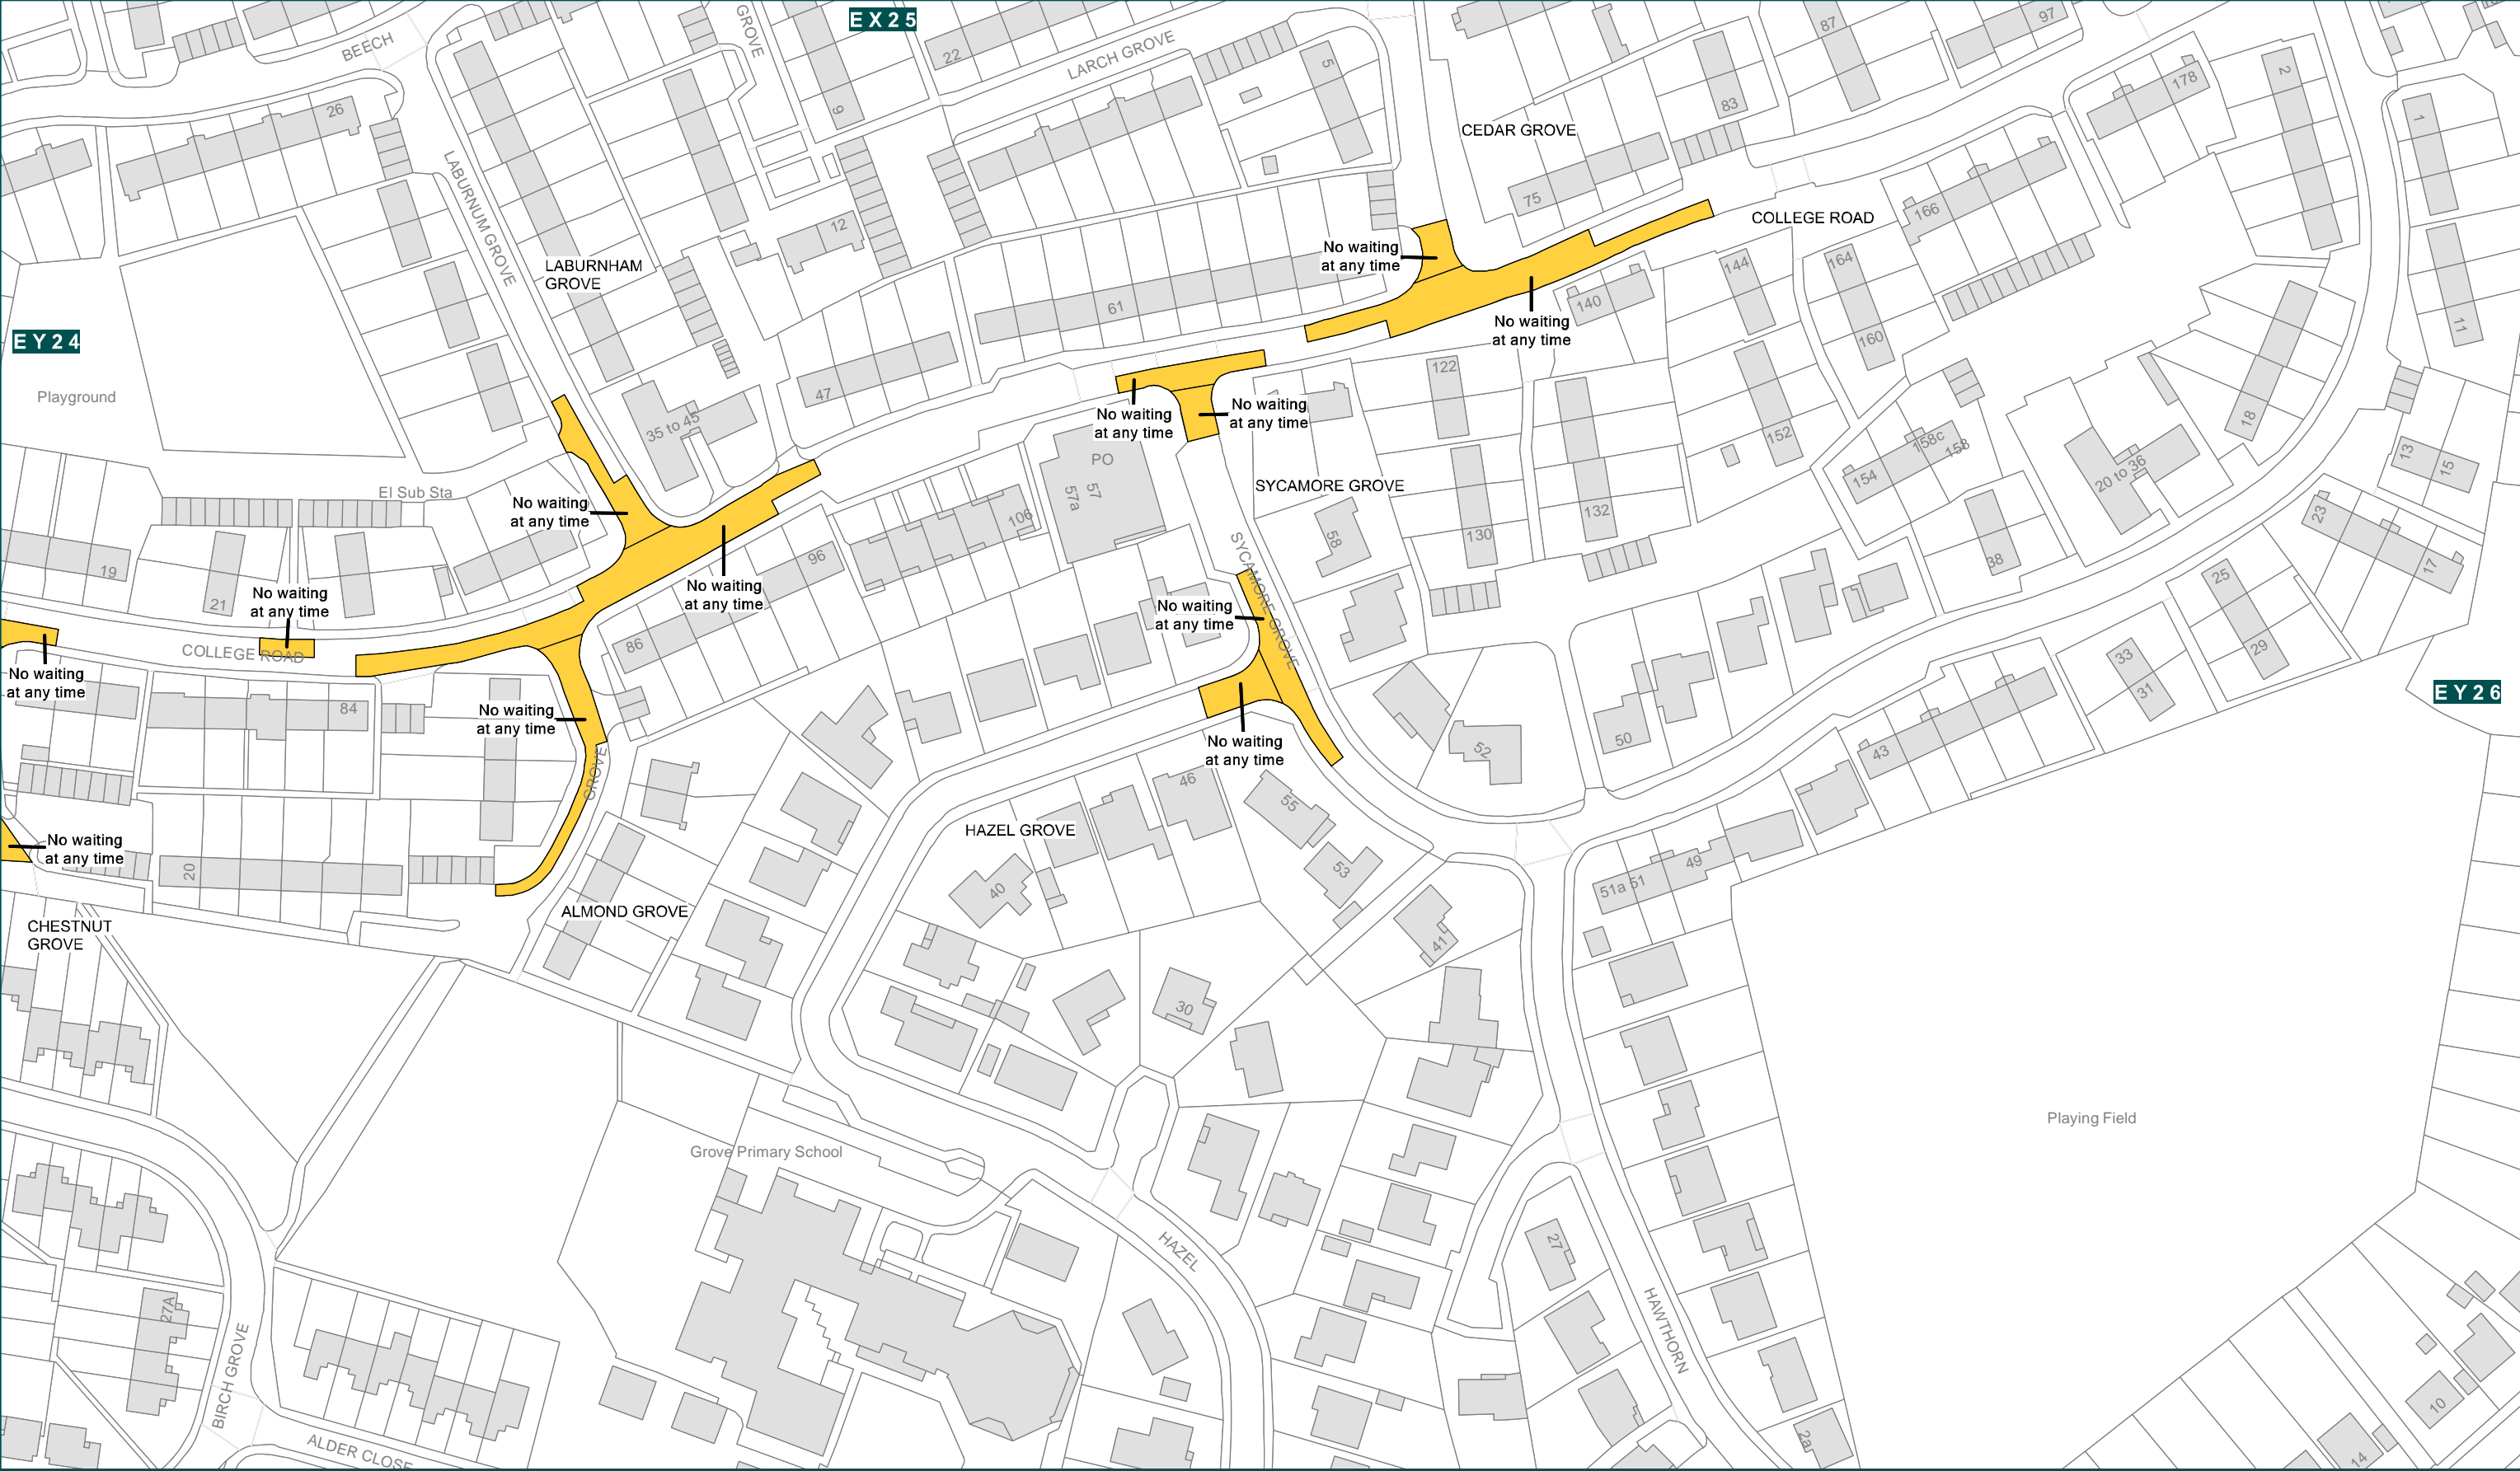 EX25
BEECH
GROVE
22
LARCH GROVE
5
87
97
178
2
26
9
83
1
CEDAR GROVE
LABURNUM GROVE
75
COLLEGE ROAD
166
12
LABURNHAM
GROVE
No waiting
at any time
144
164
61
140
EY24
No waiting
at any time
160
11
Playground
47
122
No waiting
at any time
No waiting
at any time
18
35 to 45
PO
152
158c
158
154
13
15
20 to 36
El Sub Sta
57
57a
SYCAMORE GROVE
No waiting
at any time
106
132
23
58
130
SYCAMORE GROVE
19
96
38
17
25
21
No waiting
at any time
No waiting
at any time
No waiting
at any time
COLLEGE ROAD
86
29
33
31
No waiting
at any time
84
No waiting
at any time
EY26
50
52
43
No waiting
at any time
GROVE
46
55
HAZEL GROVE
No waiting
at any time
20
53
49
51a 51
40
ALMOND GROVE
CHESTNUT
GROVE
41
30
Playing Field
Grove Primary School
HAZEL
27
27A
HAWTHORN
BIRCH GROVE
10
2a
ALDER CLOSE
14